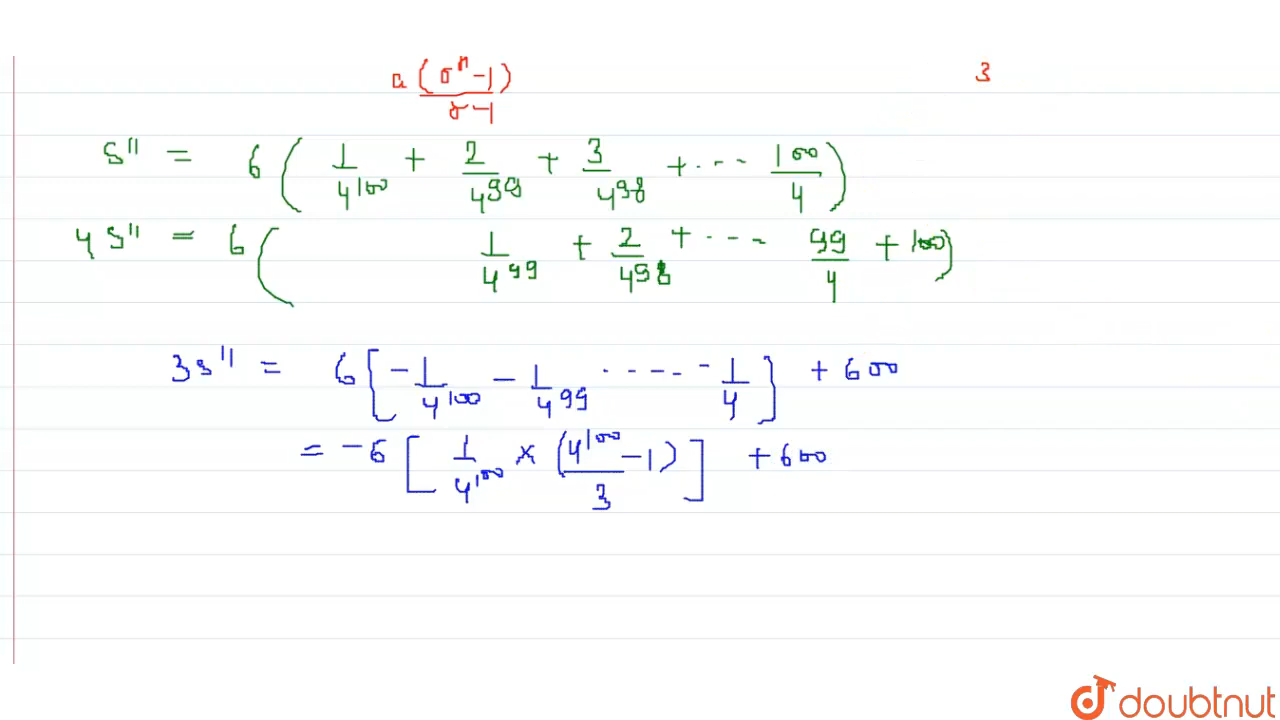 a (r^n - 1) / r - 1
3
S'' = 6 ( 1/4^100 + 2/4^99 + 3/4^98 + ... 100/4 )
4 S'' = 6 ( 1/4^99 + 2/4^98 + ... 99/4 + 100 )
3 S'' = 6 [ - 1/4^100 - 1/4^99 ..... - 1/4 ] + 600
= - 6 [ 1/4^100 × (4^100 - 1)/3 ] + 600
doubtnut